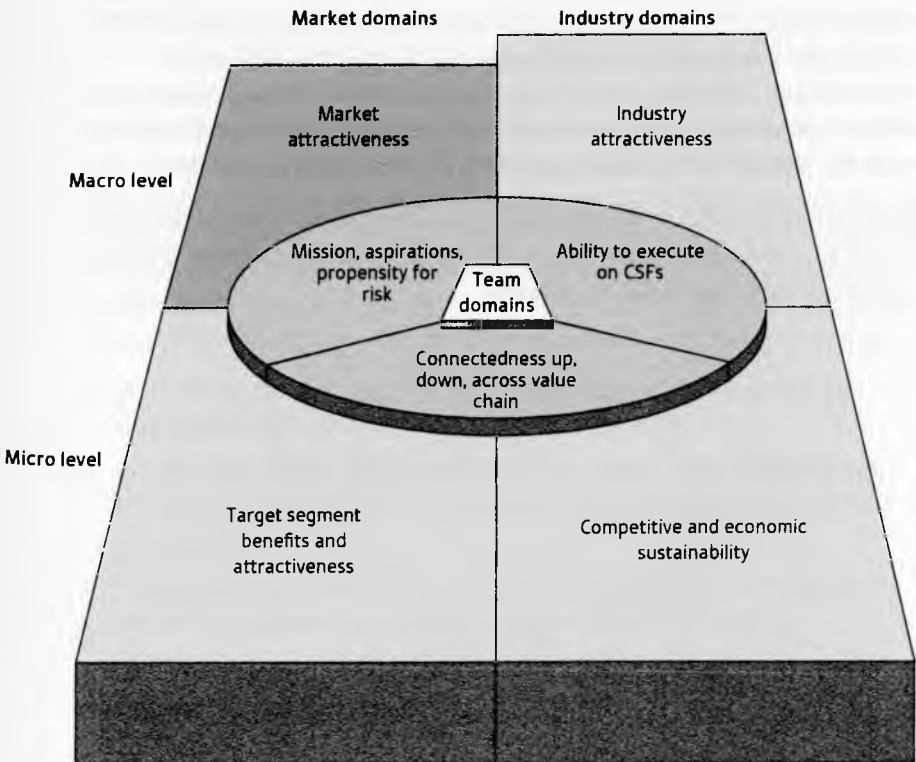 Market domains
Industry domains
Market
attractiveness
Industry
attractiveness
Macro level
Mission, aspirations,
propensity for
risk
Ability to execute
on CSFs
Team
domains
Connectedness up,
down, across value
chain
Micro level
Target segment
benefits and
attractiveness
Competitive and economic
sustainability